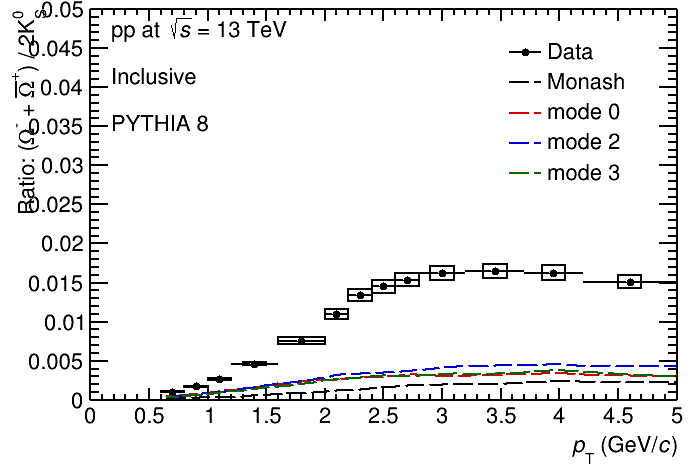 0.05
0.045
0.04
0.035
0.03
0.025
0.02
0.015
0.01
0.005
0
Ratio: (Ω⁻ + Ω̅⁺) / 2K⁰ₛ
pp at √s = 13 TeV
Inclusive
PYTHIA 8
Data
Monash
mode 0
mode 2
mode 3
0 0.5 1 1.5 2 2.5 3 3.5 4 4.5 5
p_T (GeV/c)